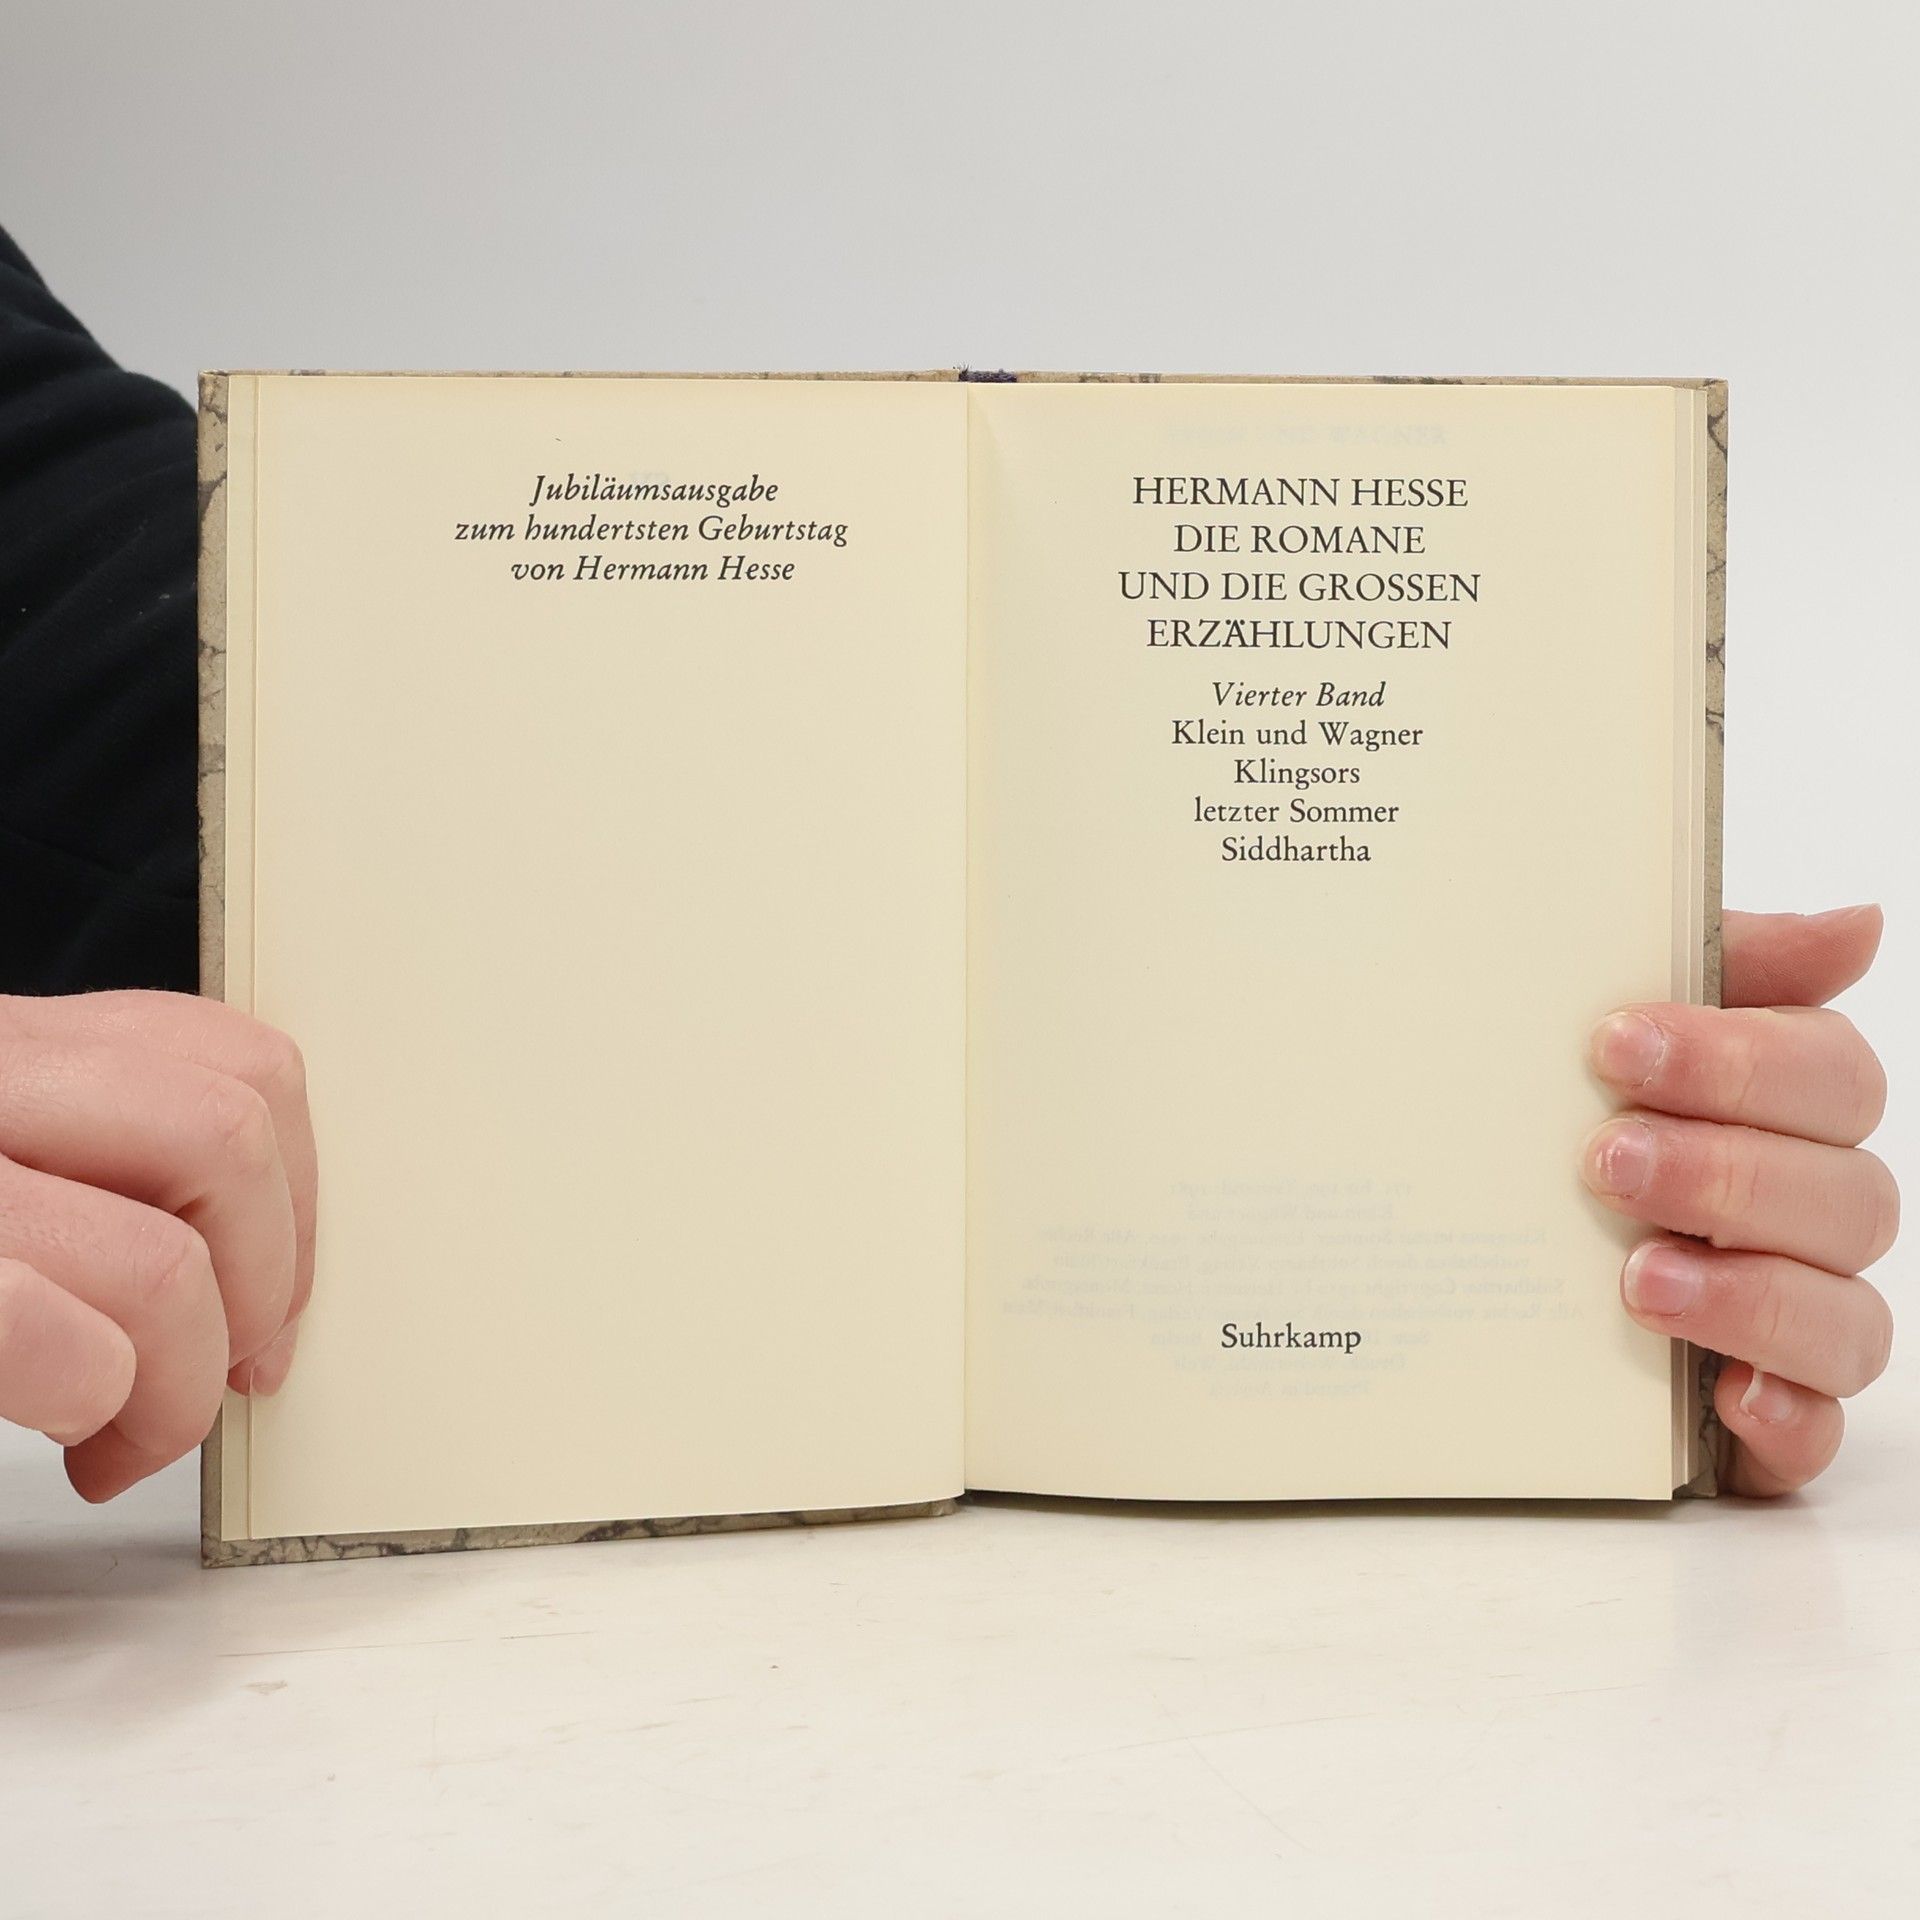 Jubiläumsausgabe
zum hundertsten Geburtstag
von Hermann Hesse
HERMANN HESSE
DIE ROMANE
UND DIE GROSSEN
ERZÄHLUNGEN
Vierter Band
Klein und Wagner
Klingsors
letzter Sommer
Siddhartha
Suhrkamp